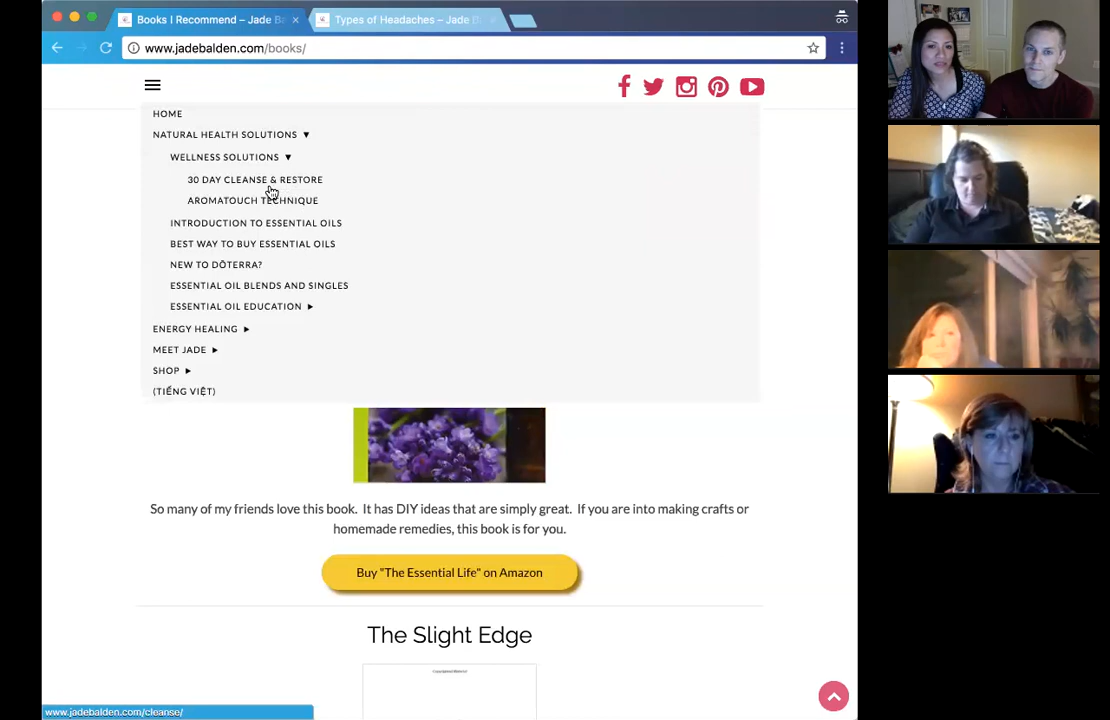 Books I Recommend – Jade Ba
Types of Headaches – Jade B
www.jadebalden.com/books/
HOME
NATURAL HEALTH SOLUTIONS ▼
WELLNESS SOLUTIONS ▼
30 DAY CLEANSE & RESTORE
AROMATOUCH TECHNIQUE
INTRODUCTION TO ESSENTIAL OILS
BEST WAY TO BUY ESSENTIAL OILS
NEW TO DŌTERRA?
ESSENTIAL OIL BLENDS AND SINGLES
ESSENTIAL OIL EDUCATION ►
ENERGY HEALING ►
MEET JADE ►
SHOP ►
(TIẾNG VIỆT)
So many of my friends love this book. It has DIY ideas that are simply great. If you are into making crafts or
homemade remedies, this book is for you.
Buy "The Essential Life" on Amazon
The Slight Edge
www.jadebalden.com/cleanse/